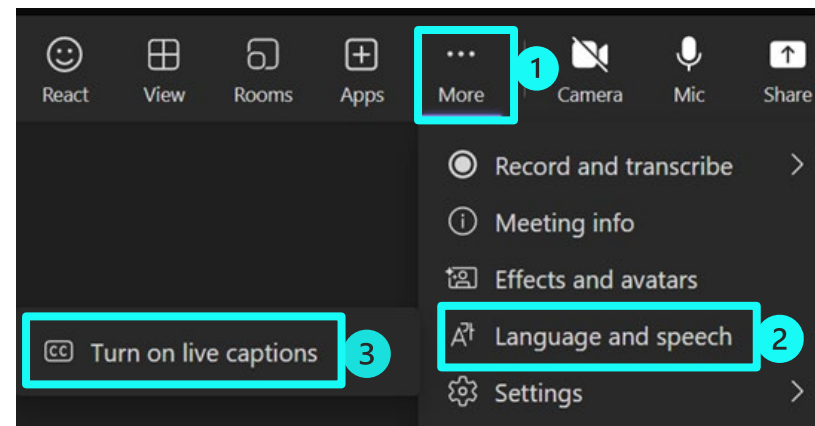 React View Rooms Apps More 1 Camera Mic Share
Record and transcribe
Meeting info
Effects and avatars
Language and speech 2
CC Turn on live captions 3
Settings